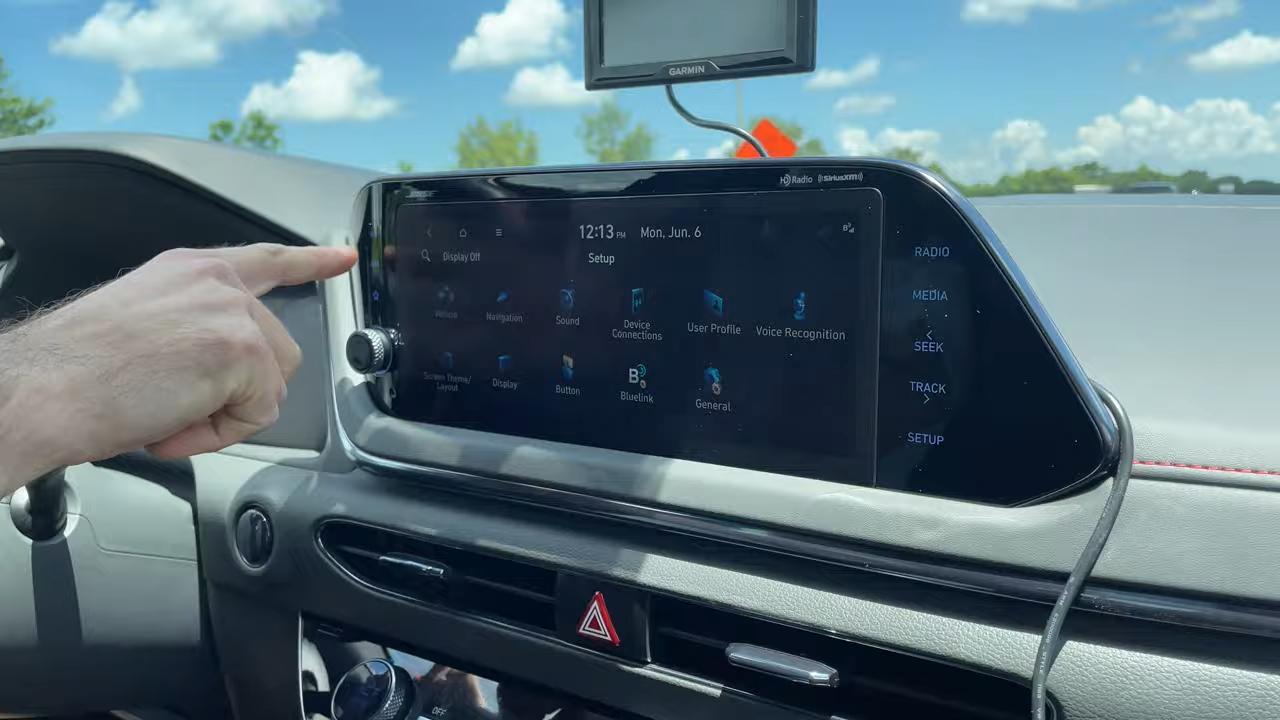 GARMIN
HD Radio (((SiriusXM)))
12:13 PM Mon, Jun. 6
Display Off
Setup
RADIO
MEDIA
SEEK
TRACK
SETUP
Vehicle
Navigation
Sound
Device
Connections
User Profile
Voice Recognition
Screen Theme/
Layout
Display
Button
Bluelink
General
OFF